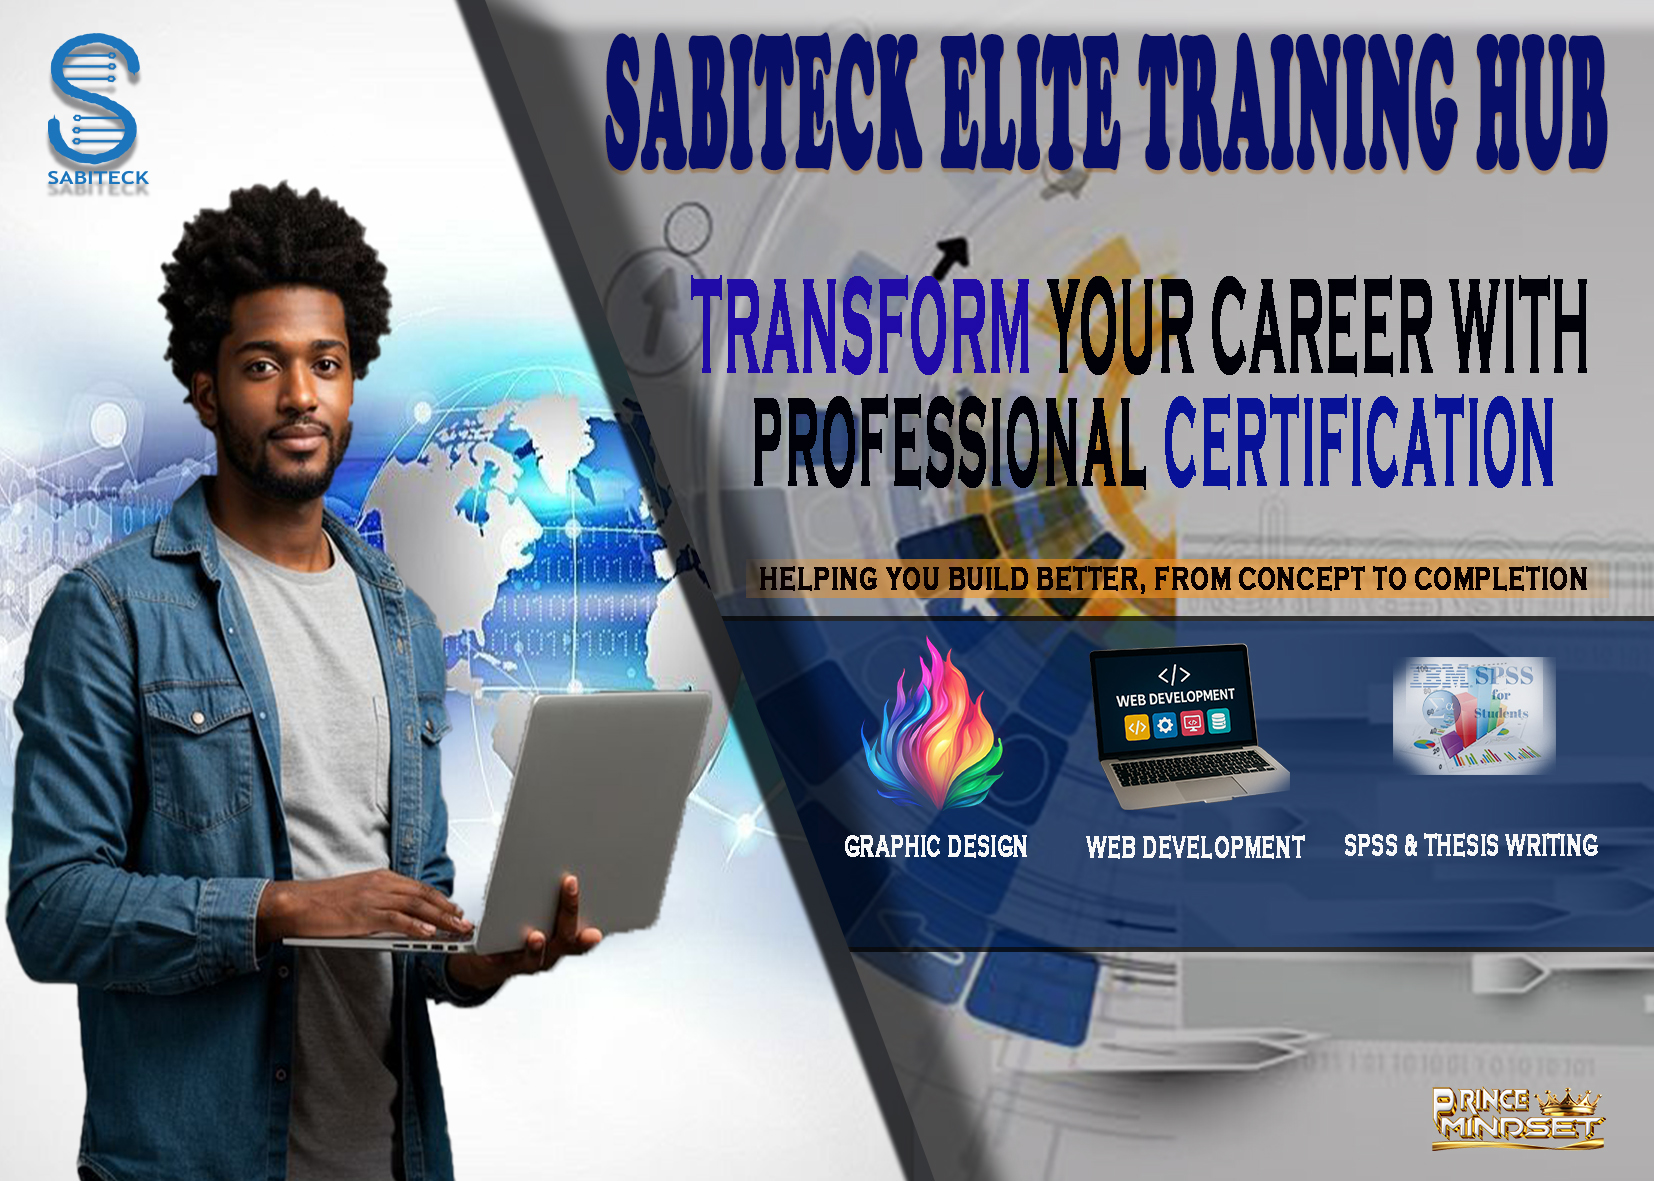 SABITECK
SABITECK ELITE TRAINING HUB
TRANSFORM YOUR CAREER WITH
PROFESSIONAL CERTIFICATION
HELPING YOU BUILD BETTER, FROM CONCEPT TO COMPLETION
</>
WEB DEVELOPMENT
</>
</>
IBM SPSS
for
Students
GRAPHIC DESIGN
WEB DEVELOPMENT
SPSS & THESIS WRITING
PRINCE
MINDSET